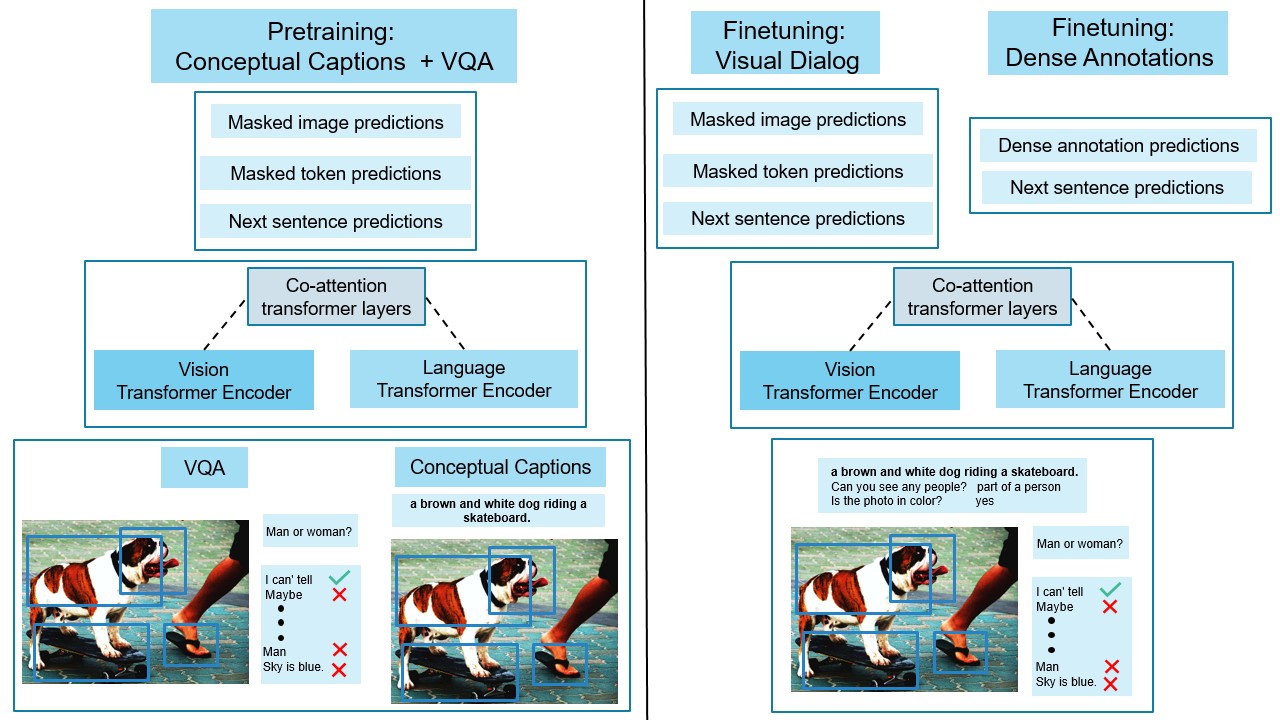 Pretraining:
Conceptual Captions + VQA
Masked image predictions
Masked token predictions
Next sentence predictions
Co-attention
transformer layers
Vision
Transformer Encoder
Language
Transformer Encoder
VQA
Man or woman?
I can' tell
Maybe
Man
Sky is blue.
Conceptual Captions
a brown and white dog riding a
skateboard.
Finetuning:
Visual Dialog
Masked image predictions
Masked token predictions
Next sentence predictions
Finetuning:
Dense Annotations
Dense annotation predictions
Next sentence predictions
Co-attention
transformer layers
Vision
Transformer Encoder
Language
Transformer Encoder
a brown and white dog riding a skateboard.
Can you see any people? part of a person
Is the photo in color? yes
Man or woman?
I can' tell
Maybe
Man
Sky is blue.